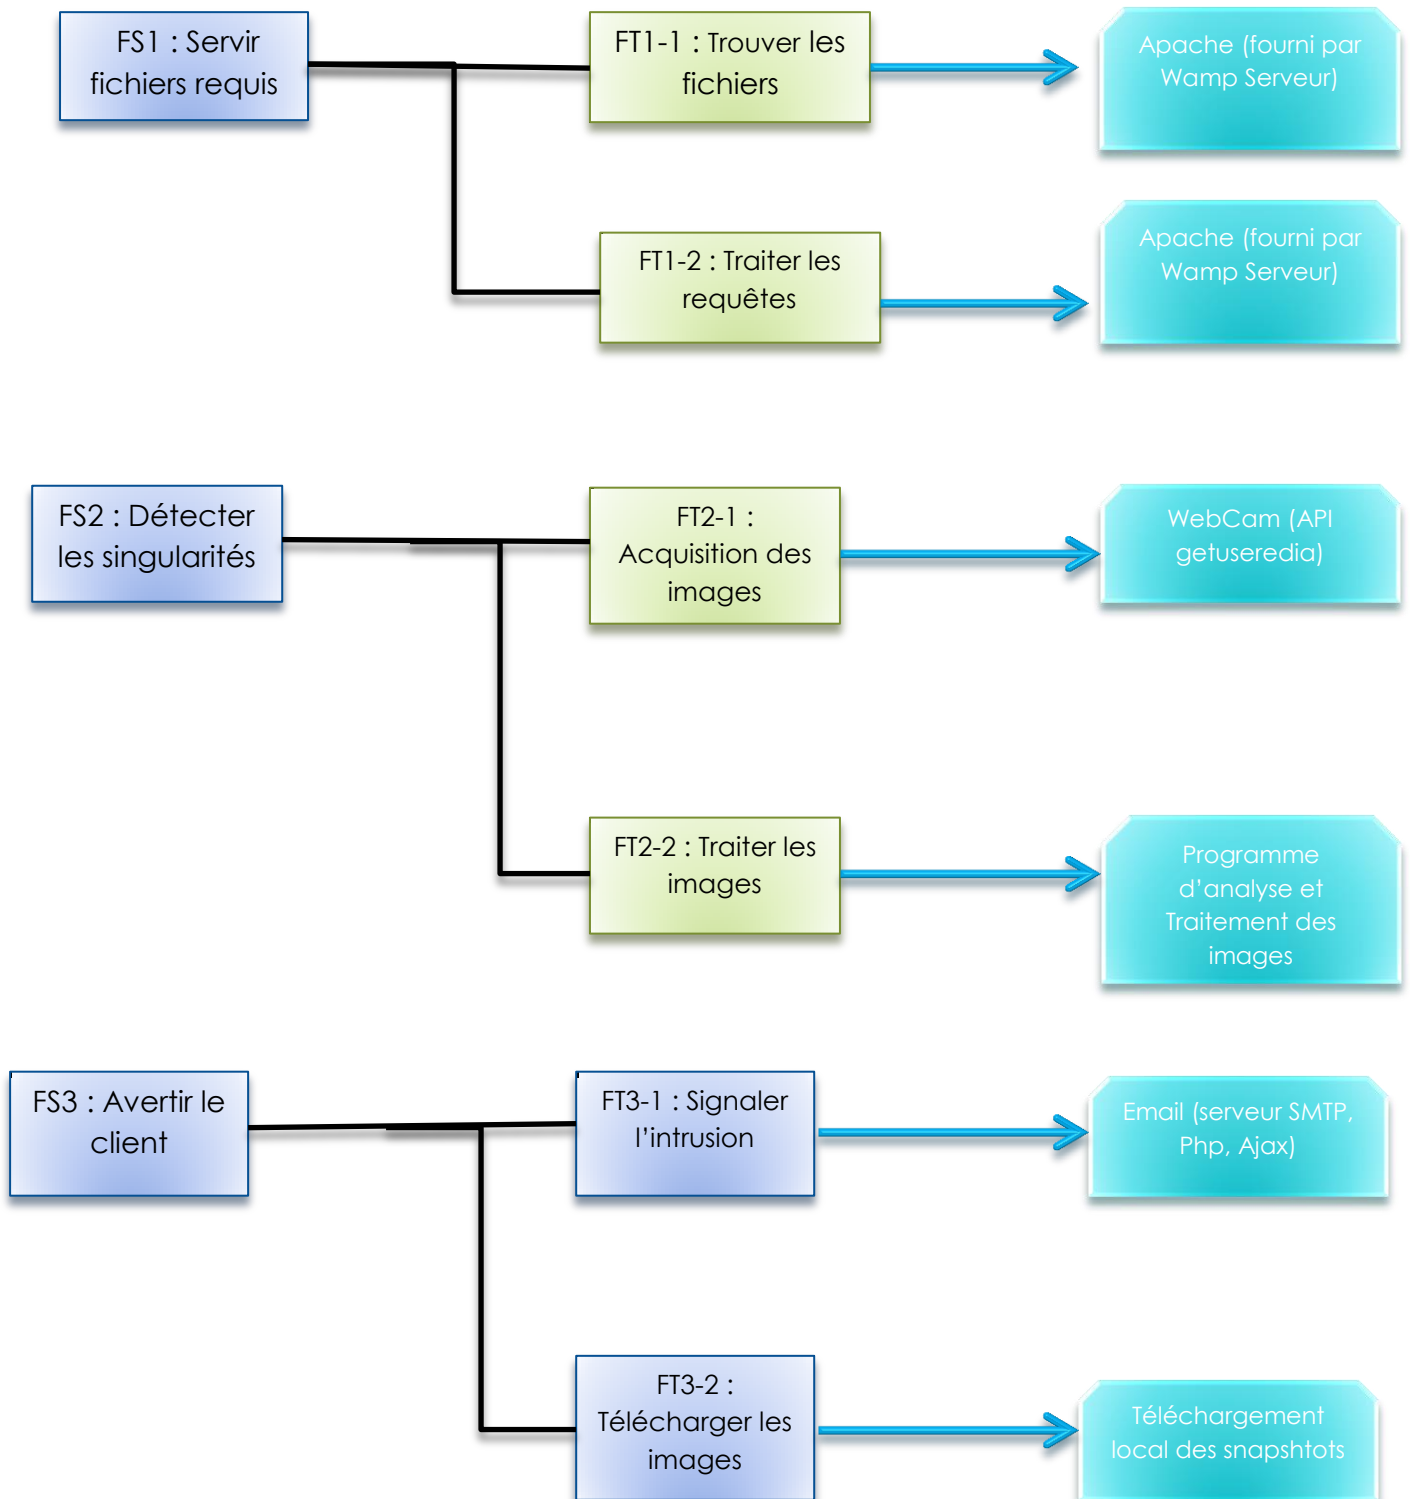 FS1 : Servir
fichiers requis
FT1-1 : Trouver les
fichiers
Apache (fourni par
Wamp Serveur)
FT1-2 : Traiter les
requêtes
Apache (fourni par
Wamp Serveur)
FS2 : Détecter
les singularités
FT2-1 :
Acquisition des
images
WebCam (API
getuseredia)
FT2-2 : Traiter les
images
Programme
d’analyse et
Traitement des
images
FS3 : Avertir le
client
FT3-1 : Signaler
l’intrusion
Email (serveur SMTP,
Php, Ajax)
FT3-2 :
Télécharger les
images
Téléchargement
local des snapshtots